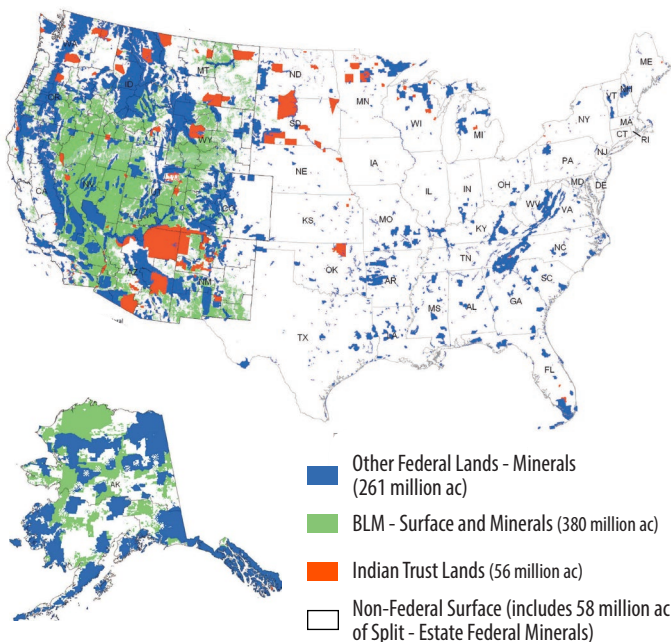 WA
MT
ND
MN
ME
OR
ID
SD
WI
VT
NH
NY
MA
CT
RI
WY
MI
IA
PA
NJ
NE
OH
MD
DE
IL
IN
WV
VA
CA
NV
UT
CO
KS
MO
KY
NC
TN
OK
AR
SC
AZ
NM
MS
AL
GA
TX
LA
FL
AK
Other Federal Lands - Minerals
(261 million ac)
BLM - Surface and Minerals (380 million ac)
Indian Trust Lands (56 million ac)
Non-Federal Surface (includes 58 million ac
of Split - Estate Federal Minerals)